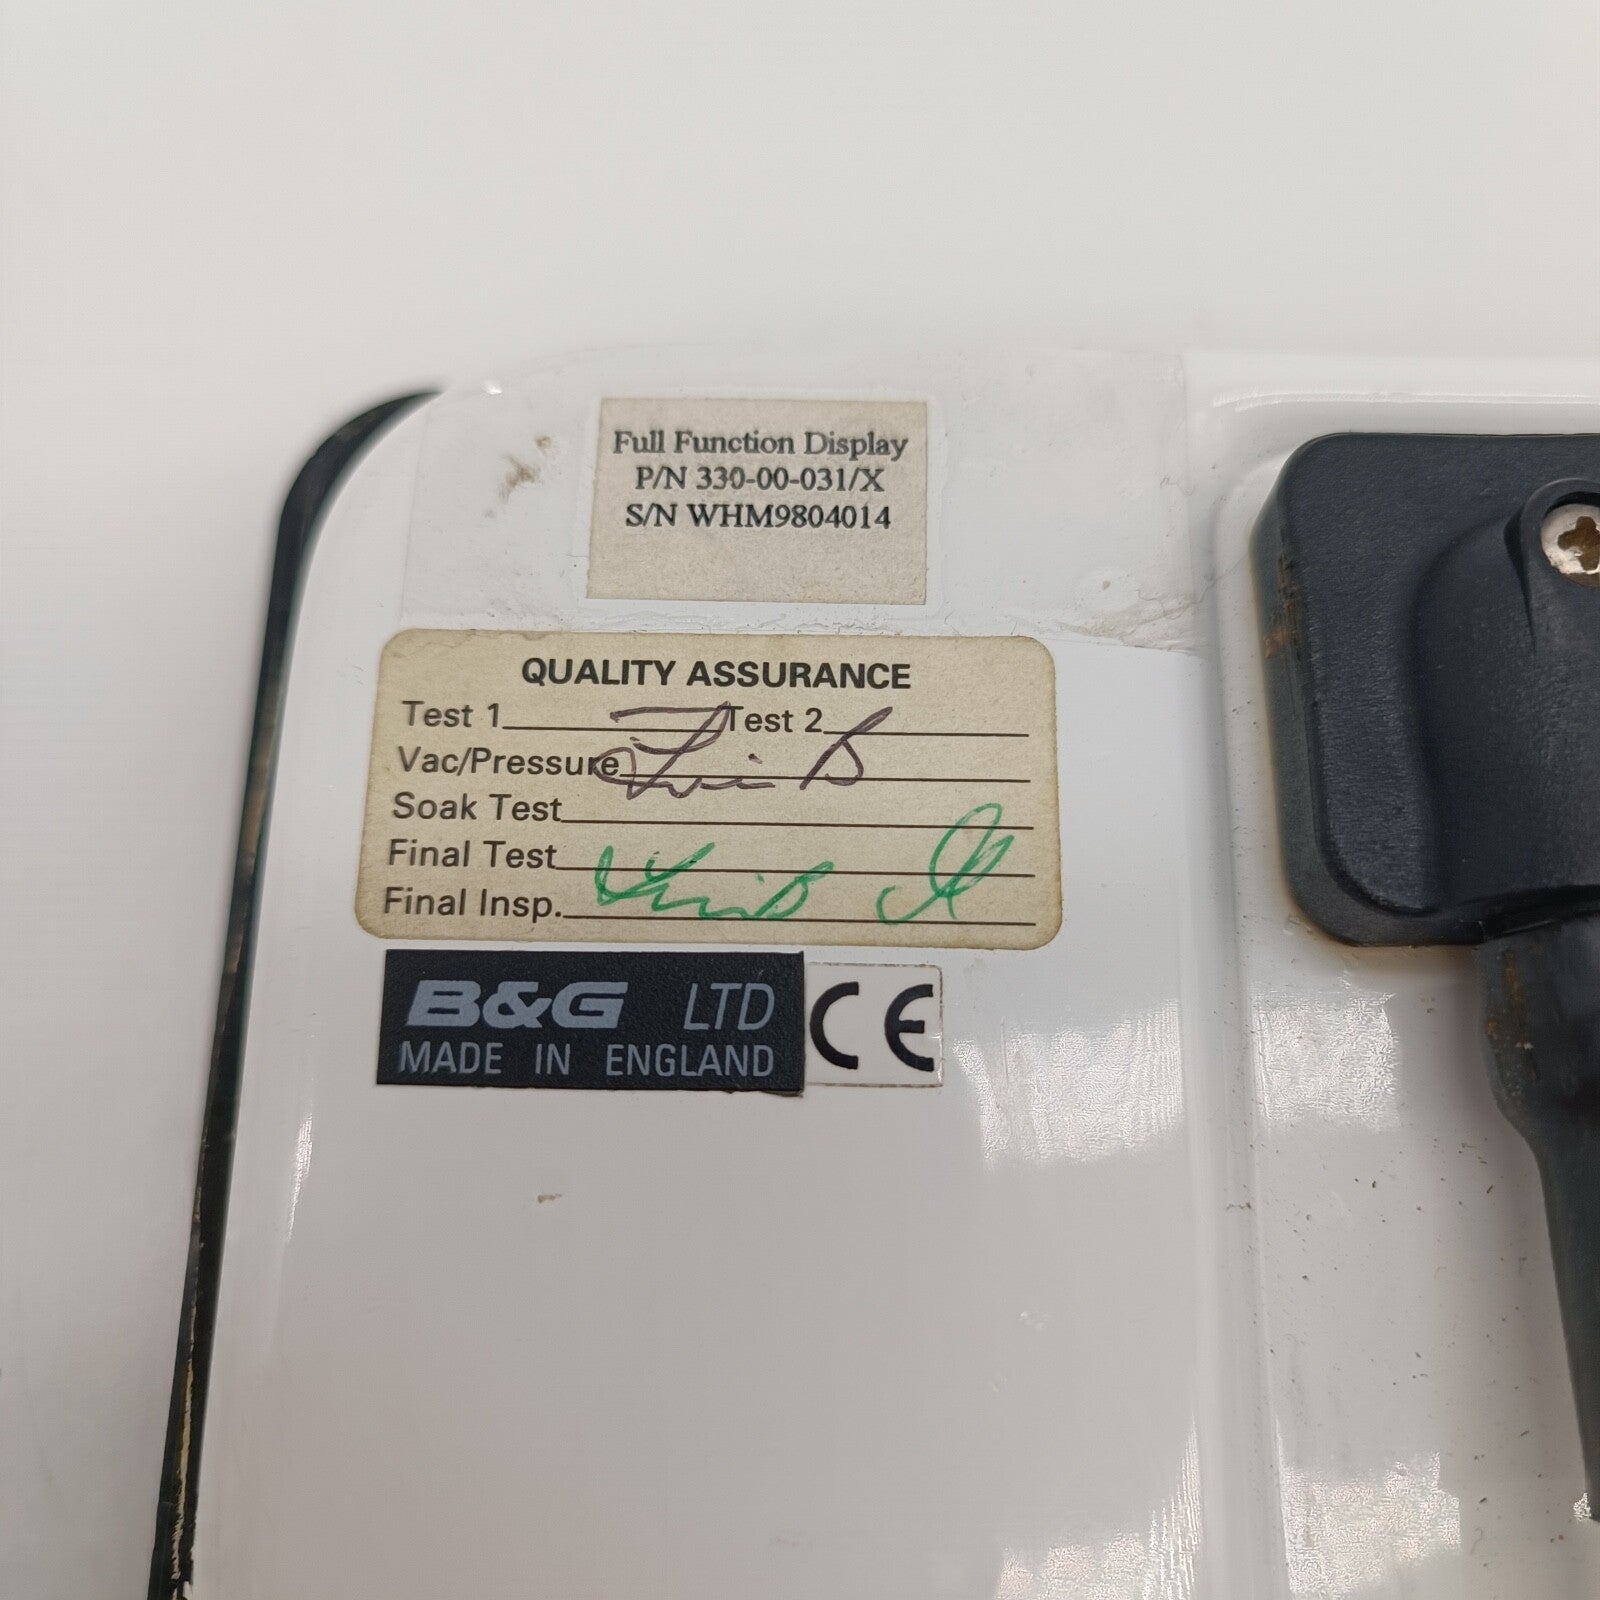 Full Function Display
P/N 330-00-031/X
S/N WHM9804014
QUALITY ASSURANCE
Test 1 Test 2
Vac/Pressure
Soak Test
Final Test
Final Insp.
B&G LTD
MADE IN ENGLAND
CE